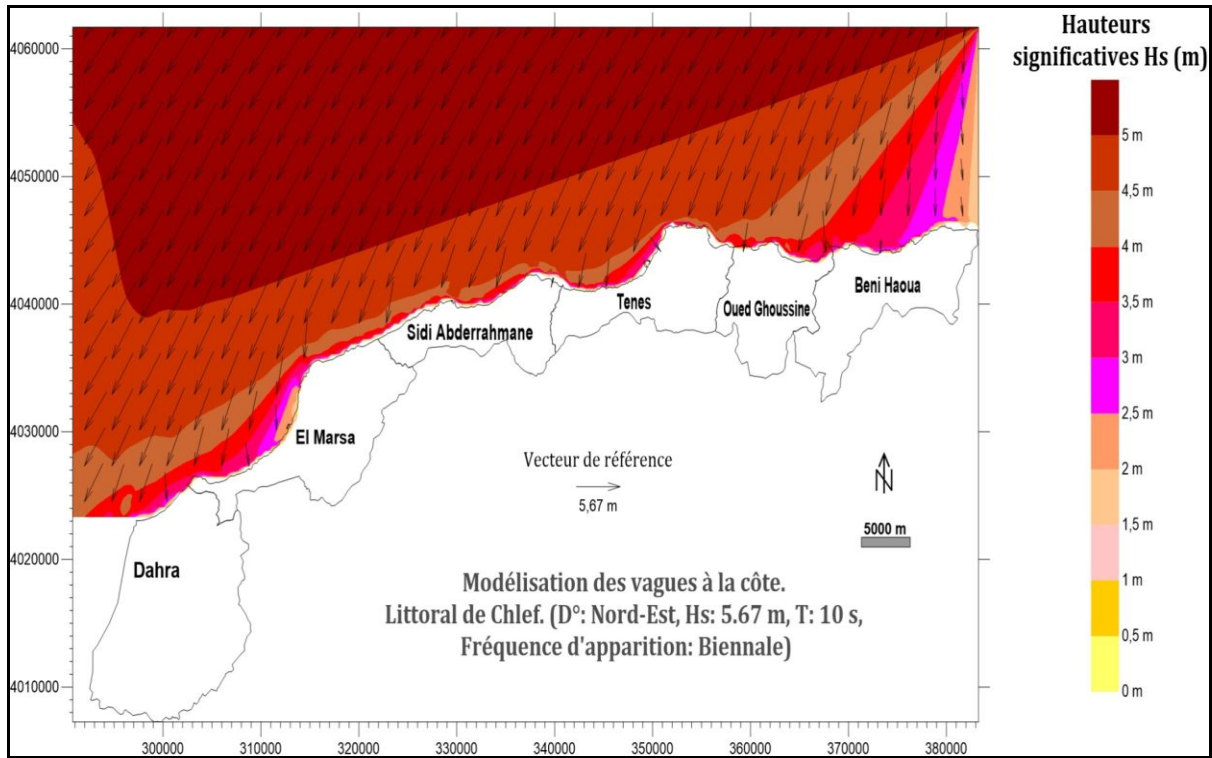 Hauteurs
significatives Hs (m)
5 m
4,5 m
4 m
3,5 m
3 m
2,5 m
2 m
1,5 m
1 m
0,5 m
0 m
4060000
4050000
4040000
4030000
4020000
4010000
Beni Haoua
Tenes
Oued Ghoussine
Sidi Abderrahmane
El Marsa
Dahra
Vecteur de référence
5,67 m
N
5000 m
Modélisation des vagues à la côte.
Littoral de Chlef. (D°: Nord-Est, Hs: 5.67 m, T: 10 s,
Fréquence d'apparition: Biennale)
300000
310000
320000
330000
340000
350000
360000
370000
380000